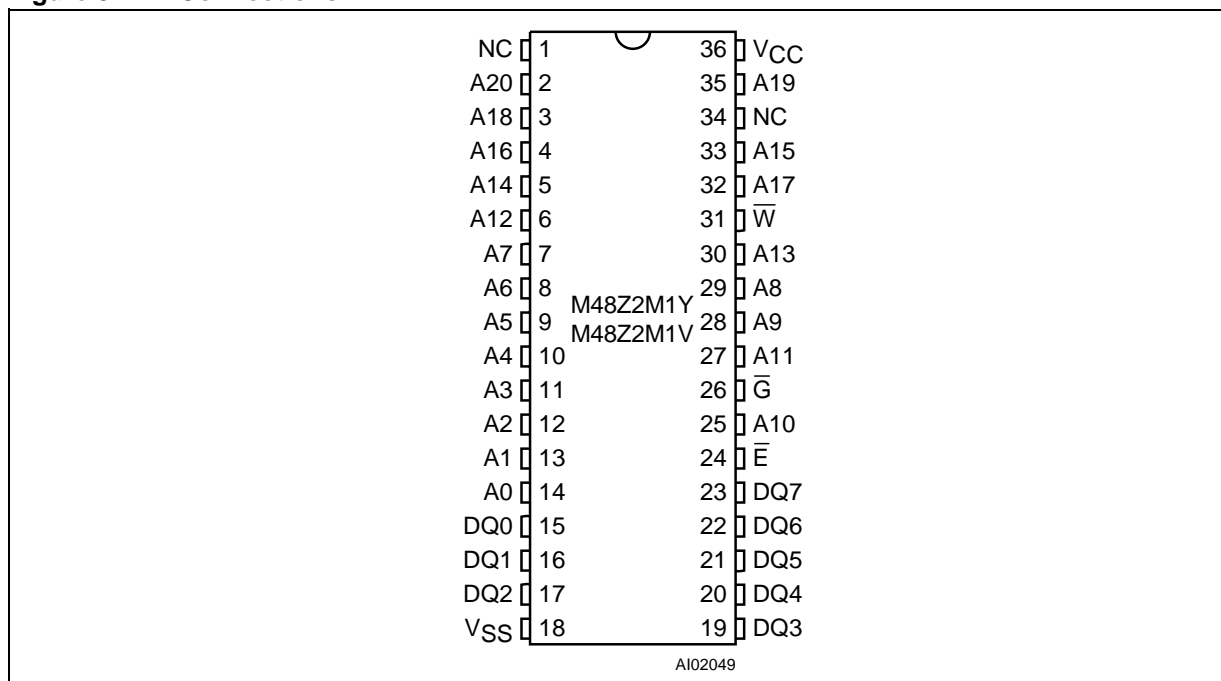 NC 1 36 VCC
A20 2 35 A19
A18 3 34 NC
A16 4 33 A15
A14 5 32 A17
A12 6 31 W̅
A7 7 30 A13
A6 8 29 A8
M48Z2M1Y
A5 9 28 A9
M48Z2M1V
A4 10 27 A11
A3 11 26 G̅
A2 12 25 A10
A1 13 24 E̅
A0 14 23 DQ7
DQ0 15 22 DQ6
DQ1 16 21 DQ5
DQ2 17 20 DQ4
VSS 18 19 DQ3
AI02049